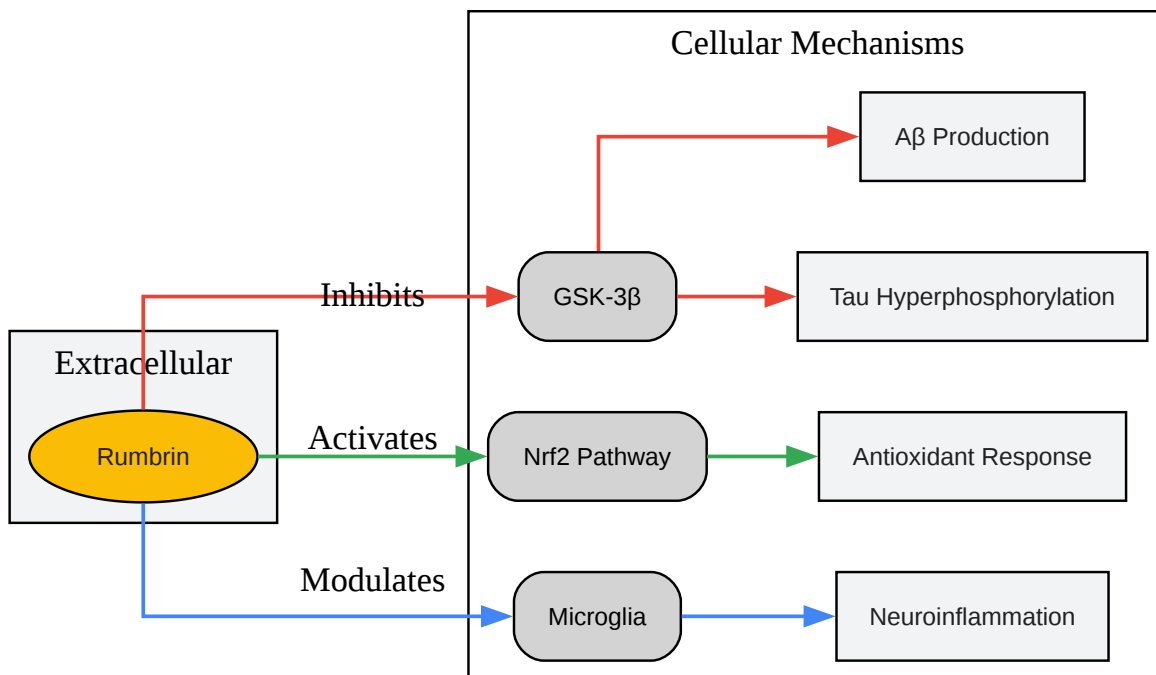 Cellular Mechanisms
Aβ Production
Inhibits
GSK-3β
Tau Hyperphosphorylation
Extracellular
Rumbrin
Activates
Nrf2 Pathway
Antioxidant Response
Modulates
Microglia
Neuroinflammation